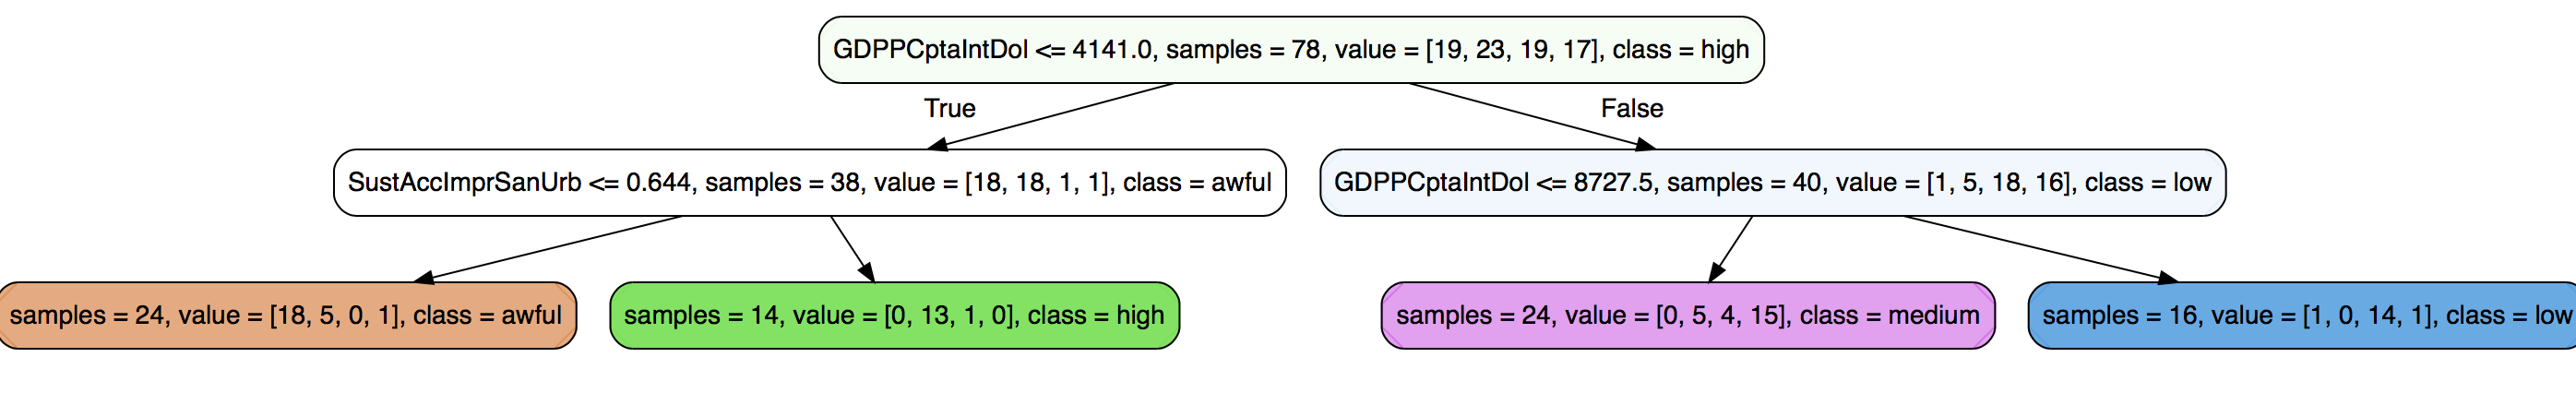 GDPPCptaIntDol <= 4141.0, samples = 78, value = [19, 23, 19, 17], class = high
True
False
SustAccImprSanUrb <= 0.644, samples = 38, value = [18, 18, 1, 1], class = awful
GDPPCptaIntDol <= 8727.5, samples = 40, value = [1, 5, 18, 16], class = low
samples = 24, value = [18, 5, 0, 1], class = awful
samples = 14, value = [0, 13, 1, 0], class = high
samples = 24, value = [0, 5, 4, 15], class = medium
samples = 16, value = [1, 0, 14, 1], class = low